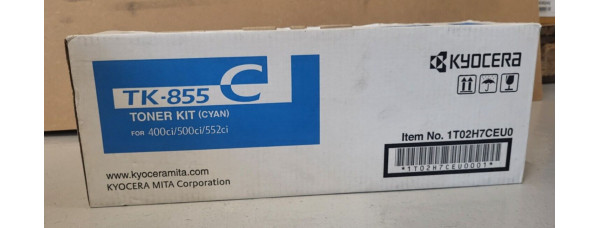 KYOCERA
TK-855 C
TONER KIT (CYAN)
FOR 400ci/500ci/552ci
Item No. 1T02H7CEU0
*1T02H7CEU0001*
www.kyoceramita.com
KYOCERA MITA Corporation